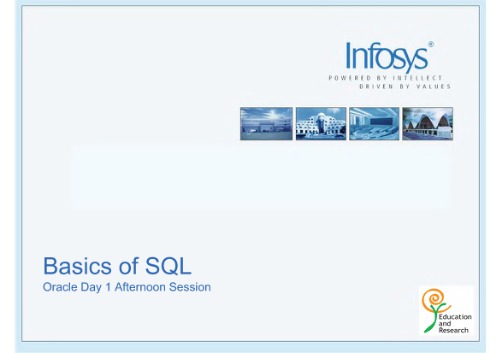 Infosys®
POWERED BY INTELLECT
DRIVEN BY VALUES
Basics of SQL
Oracle Day 1 Afternoon Session
Education
and
Research